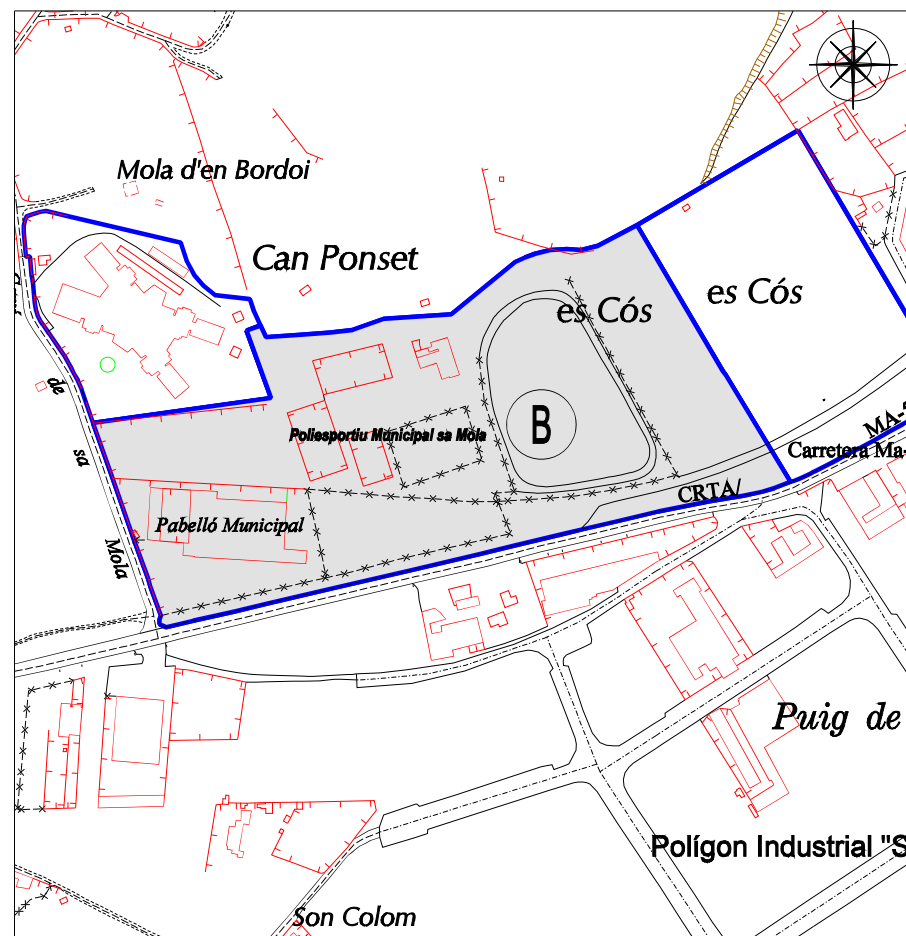 Mola d'en Bordoi
Can Ponset
es Cós
es Cós
de
sa
Mola
Poliesportiu Municipal sa Mola
B
MA-
Carretera Ma-
CRTA/
Pabelló Municipal
Puig de
Polígon Industrial "S
Son Colom